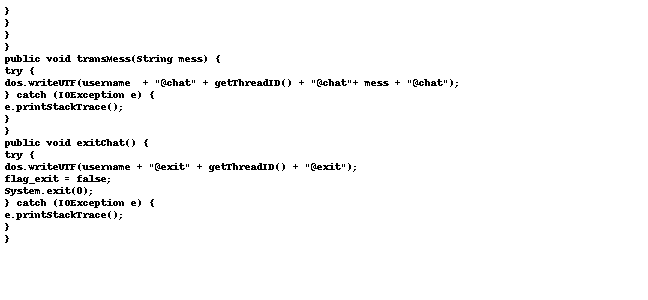 }
}
}
}
public void transMess(String mess) {
try {
dos.writeUTF(username  + "@chat" + getThreadID() + "@chat"+ mess + "@chat");
} catch (IOException e) {
e.printStackTrace();
}
}
public void exitChat() {
try {
dos.writeUTF(username + "@exit" + getThreadID() + "@exit");
flag_exit = false;
System.exit(0);
} catch (IOException e) {
e.printStackTrace();
}
}